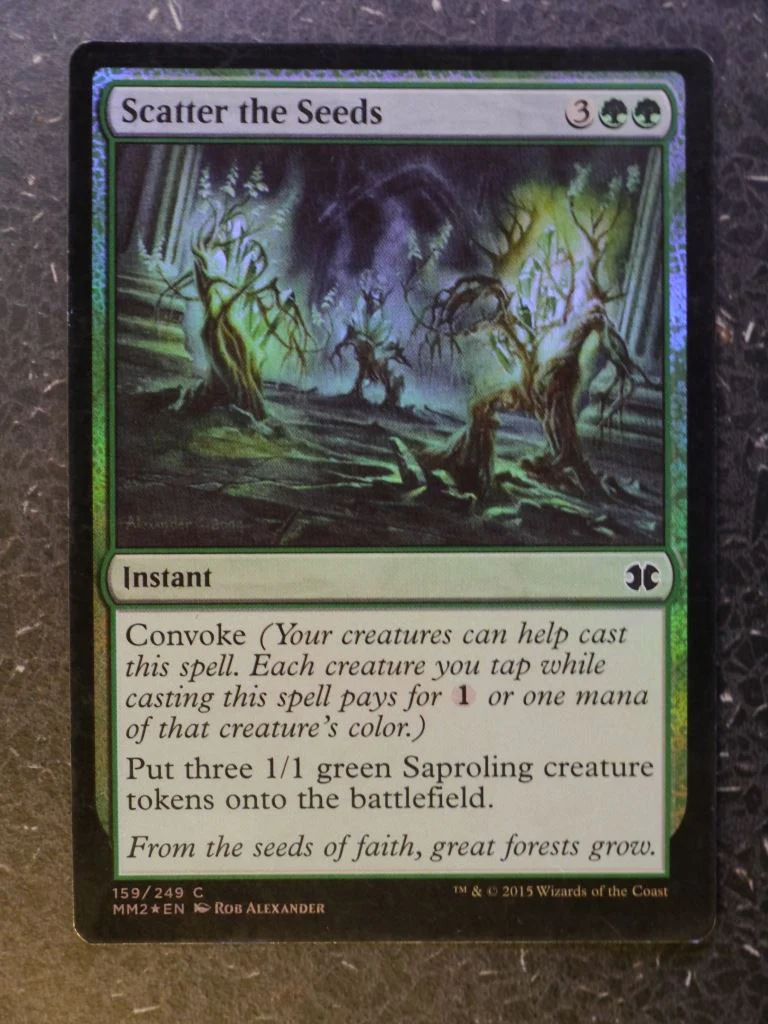 Scatter the Seeds 3
Alexander 2004
Instant
Convoke (Your creatures can help cast
this spell. Each creature you tap while
casting this spell pays for 1 or one mana
of that creature's color.)
Put three 1/1 green Saproling creature
tokens onto the battlefield.
From the seeds of faith, great forests grow.
159/249 C
MM2★EN Rob Alexander
™ & © 2015 Wizards of the Coast